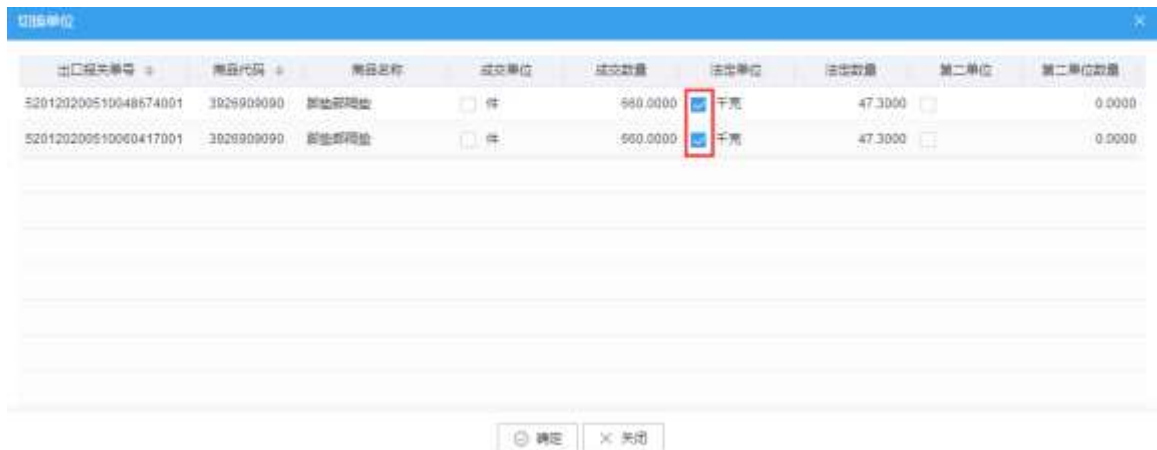 切换单位
出口报关单号 商品代码 商品名称 成交单位 成交数量 法定单位 法定数量 第二单位 第二单位数量
520120200510048674001 3926909090 件 560.0000 千克 47.3000 0.0000
520120200510060417001 3926909090 件 560.0000 千克 47.3000 0.0000
确定 关闭